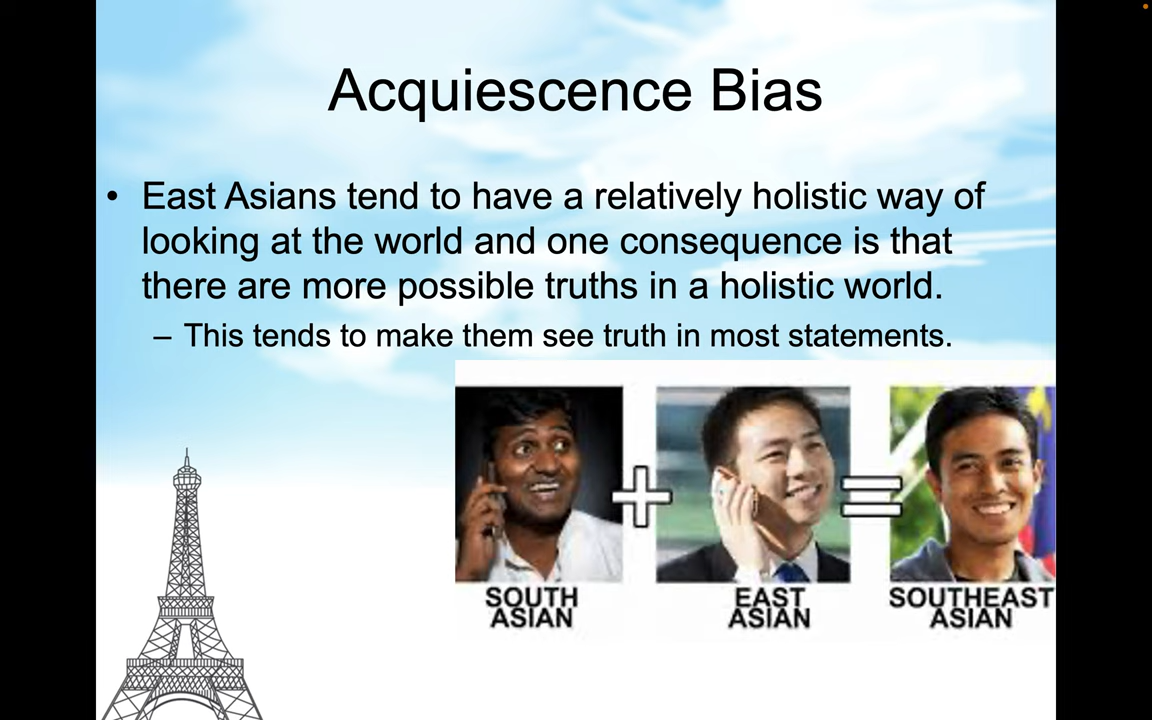 Acquiescence Bias
• East Asians tend to have a relatively holistic way of
looking at the world and one consequence is that
there are more possible truths in a holistic world.
– This tends to make them see truth in most statements.
SOUTH
ASIAN
EAST
ASIAN
SOUTHEAST
ASIAN